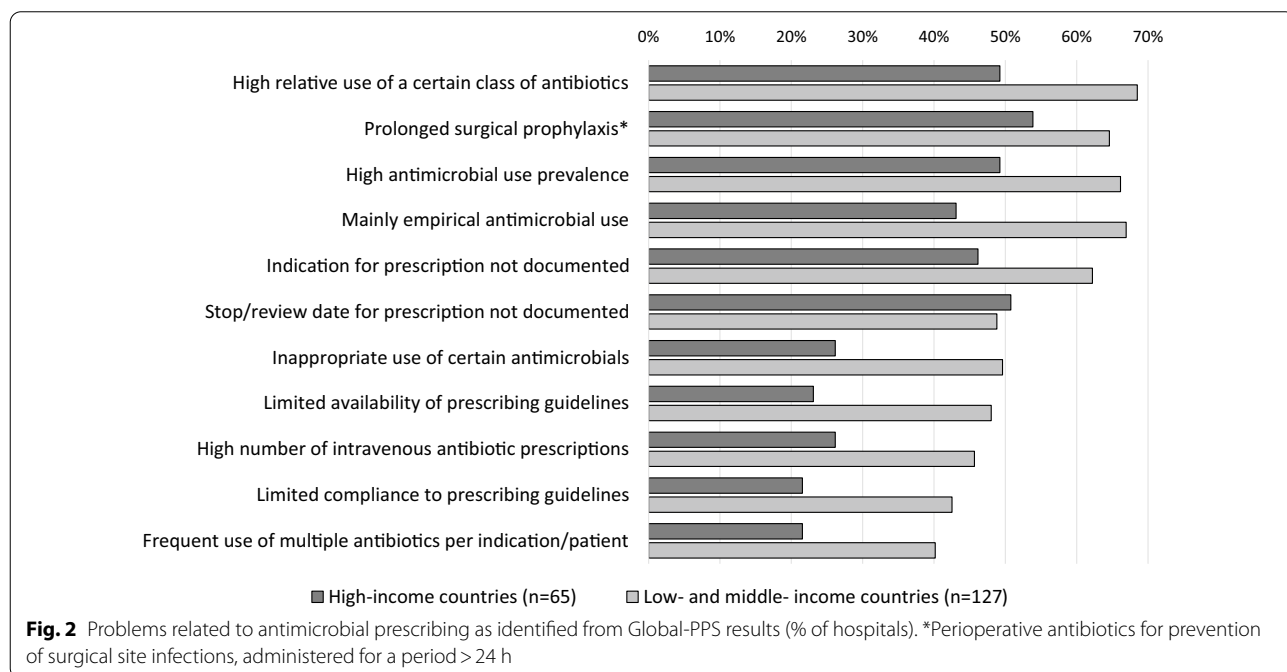 0% 10% 20% 30% 40% 50% 60% 70%
High relative use of a certain class of antibiotics
Prolonged surgical prophylaxis*
High antimicrobial use prevalence
Mainly empirical antimicrobial use
Indication for prescription not documented
Stop/review date for prescription not documented
Inappropriate use of certain antimicrobials
Limited availability of prescribing guidelines
High number of intravenous antibiotic prescriptions
Limited compliance to prescribing guidelines
Frequent use of multiple antibiotics per indication/patient
High-income countries (n=65) Low- and middle- income countries (n=127)
Fig. 2 Problems related to antimicrobial prescribing as identified from Global-PPS results (% of hospitals). *Perioperative antibiotics for prevention
of surgical site infections, administered for a period > 24 h